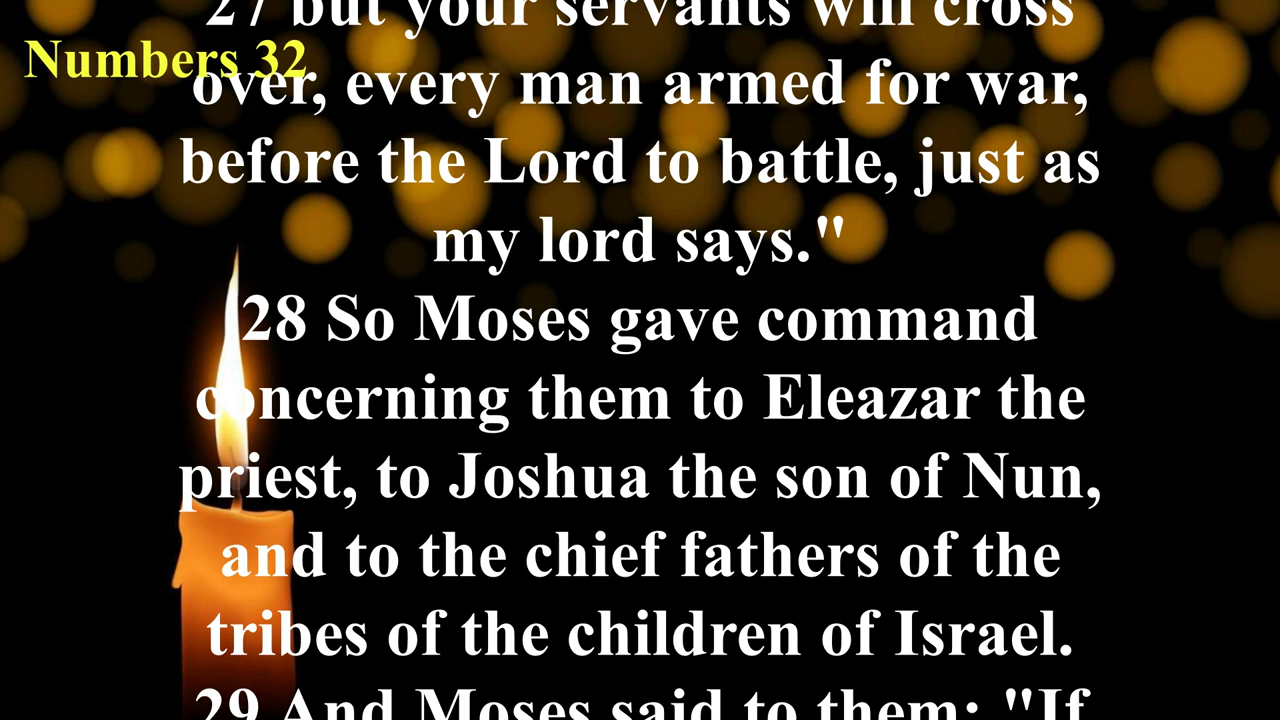 27 but your servants will cross
Numbers 32
over, every man armed for war,
before the Lord to battle, just as
my lord says."
28 So Moses gave command
concerning them to Eleazar the
priest, to Joshua the son of Nun,
and to the chief fathers of the
tribes of the children of Israel.
29 And Moses said to them: "If